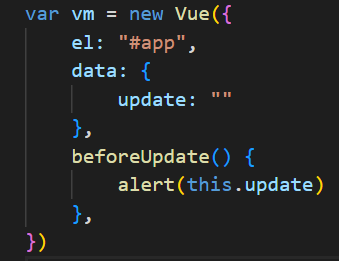 var vm = new Vue({
    el: "#app",
    data: {
        update: ""
    },
    beforeUpdate() {
        alert(this.update)
    },
})